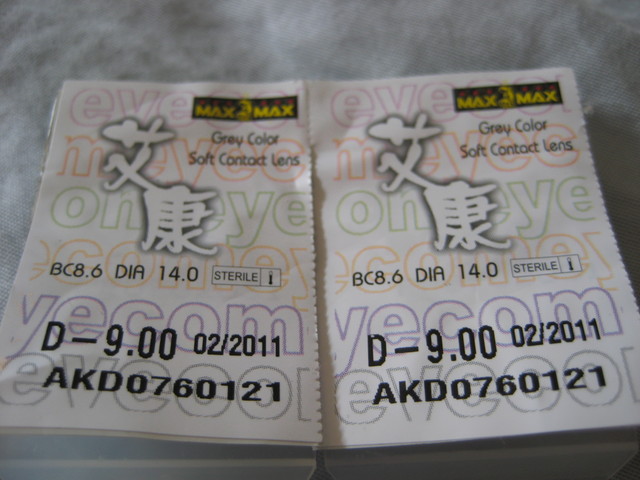 MAX MAX
Grey Color
Soft Contact Lens
艾
康
BC8.6 DIA 14.0 STERILE i
D-9.00 02/2011
AKD0760121
MAX MAX
Grey Color
Soft Contact Lens
艾
康
BC8.6 DIA 14.0 STERILE i
D-9.00 02/2011
AKD0760121